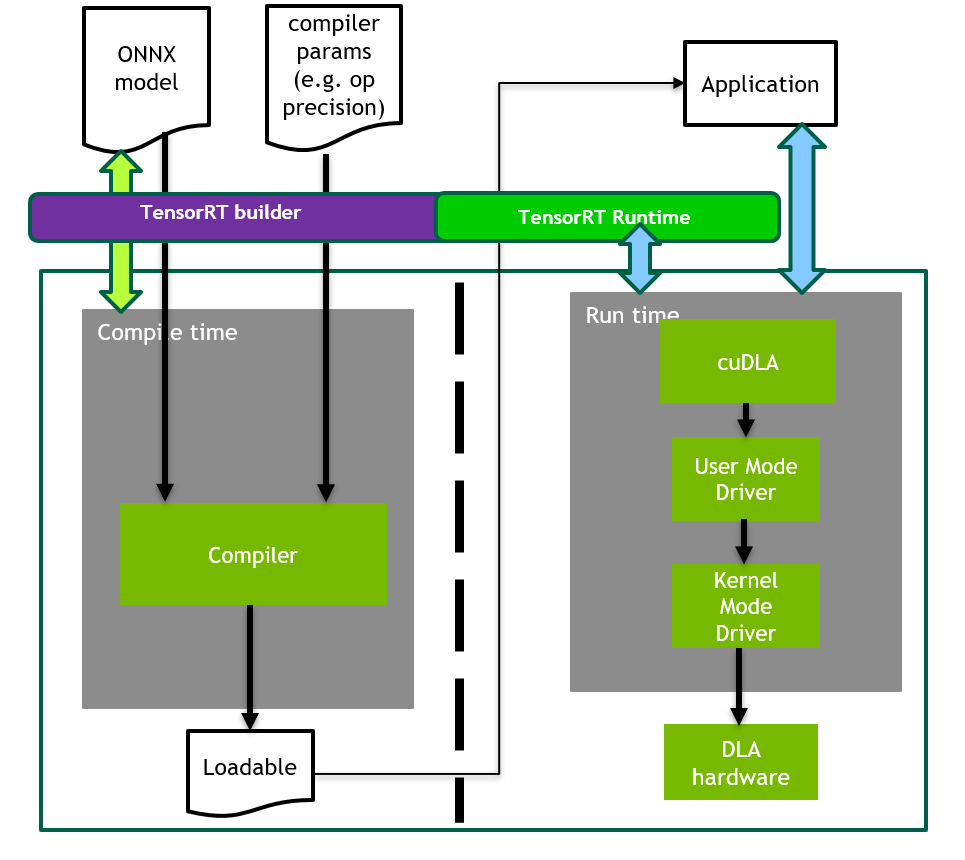 ONNX
model
compiler
params
(e.g. op
precision)
Application
TensorRT builder
TensorRT Runtime
Compile time
Run time
cuDLA
User Mode
Driver
Compiler
Kernel
Mode
Driver
Loadable
DLA
hardware